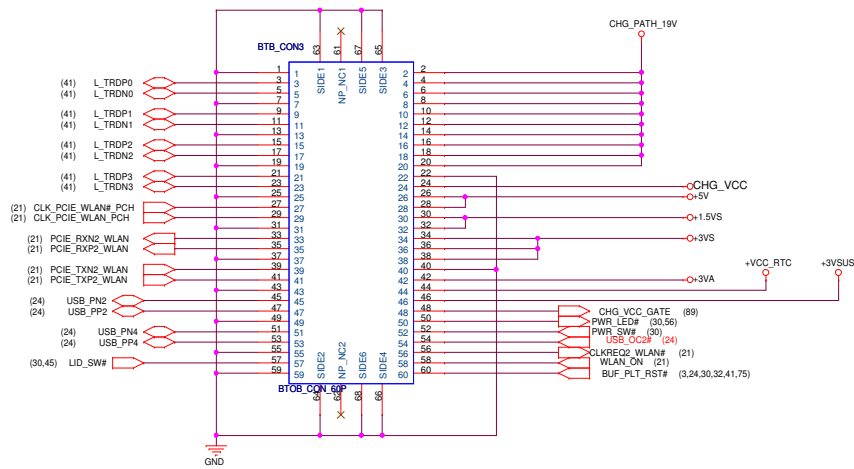 CHG_PATH_19V
BTB_CON3
63 61 67 65
SIDE1 NP_NC1 SIDE5 SIDE3
1 1 2 2
(41) L_TRDP0 3 3 4 4
(41) L_TRDN0 5 5 6 6
7 7 8 8
(41) L_TRDP1 9 9 10 10
(41) L_TRDN1 11 11 12 12
13 13 14 14
(41) L_TRDP2 15 15 16 16
(41) L_TRDN2 17 17 18 18
19 19 20 20
(41) L_TRDP3 21 21 22 22
(41) L_TRDN3 23 23 24 24 CHG_VCC
25 25 26 26 +5V
(21) CLK_PCIE_WLAN#_PCH 27 27 28 28
(21) CLK_PCIE_WLAN_PCH 29 29 30 30 +1.5VS
31 31 32 32
(21) PCIE_RXN2_WLAN 33 33 34 34 +3VS
(21) PCIE_RXP2_WLAN 35 35 36 36
37 37 38 38
(21) PCIE_TXN2_WLAN 39 39 40 40
(21) PCIE_TXP2_WLAN 41 41 42 42 +3VA
+VCC_RTC +3VSUS
43 43 44 44
(24) USB_PN2 45 45 46 46
(24) USB_PP2 47 47 48 48 CHG_VCC_GATE (89)
49 49 50 50 PWR_LED# (30,56)
(24) USB_PN4 51 51 52 52 PWR_SW# (30)
(24) USB_PP4 53 53 54 54 USB_OC2# (24)
55 55 56 56 CLKREQ2_WLAN# (21)
(30,45) LID_SW# 57 57 58 58 WLAN_ON (21)
59 59 60 60 BUF_PLT_RST# (3,24,30,32,41,75)
SIDE2 NP_NC2 SIDE6 SIDE4
BTOB_CON_60P
64 62 68 66
GND